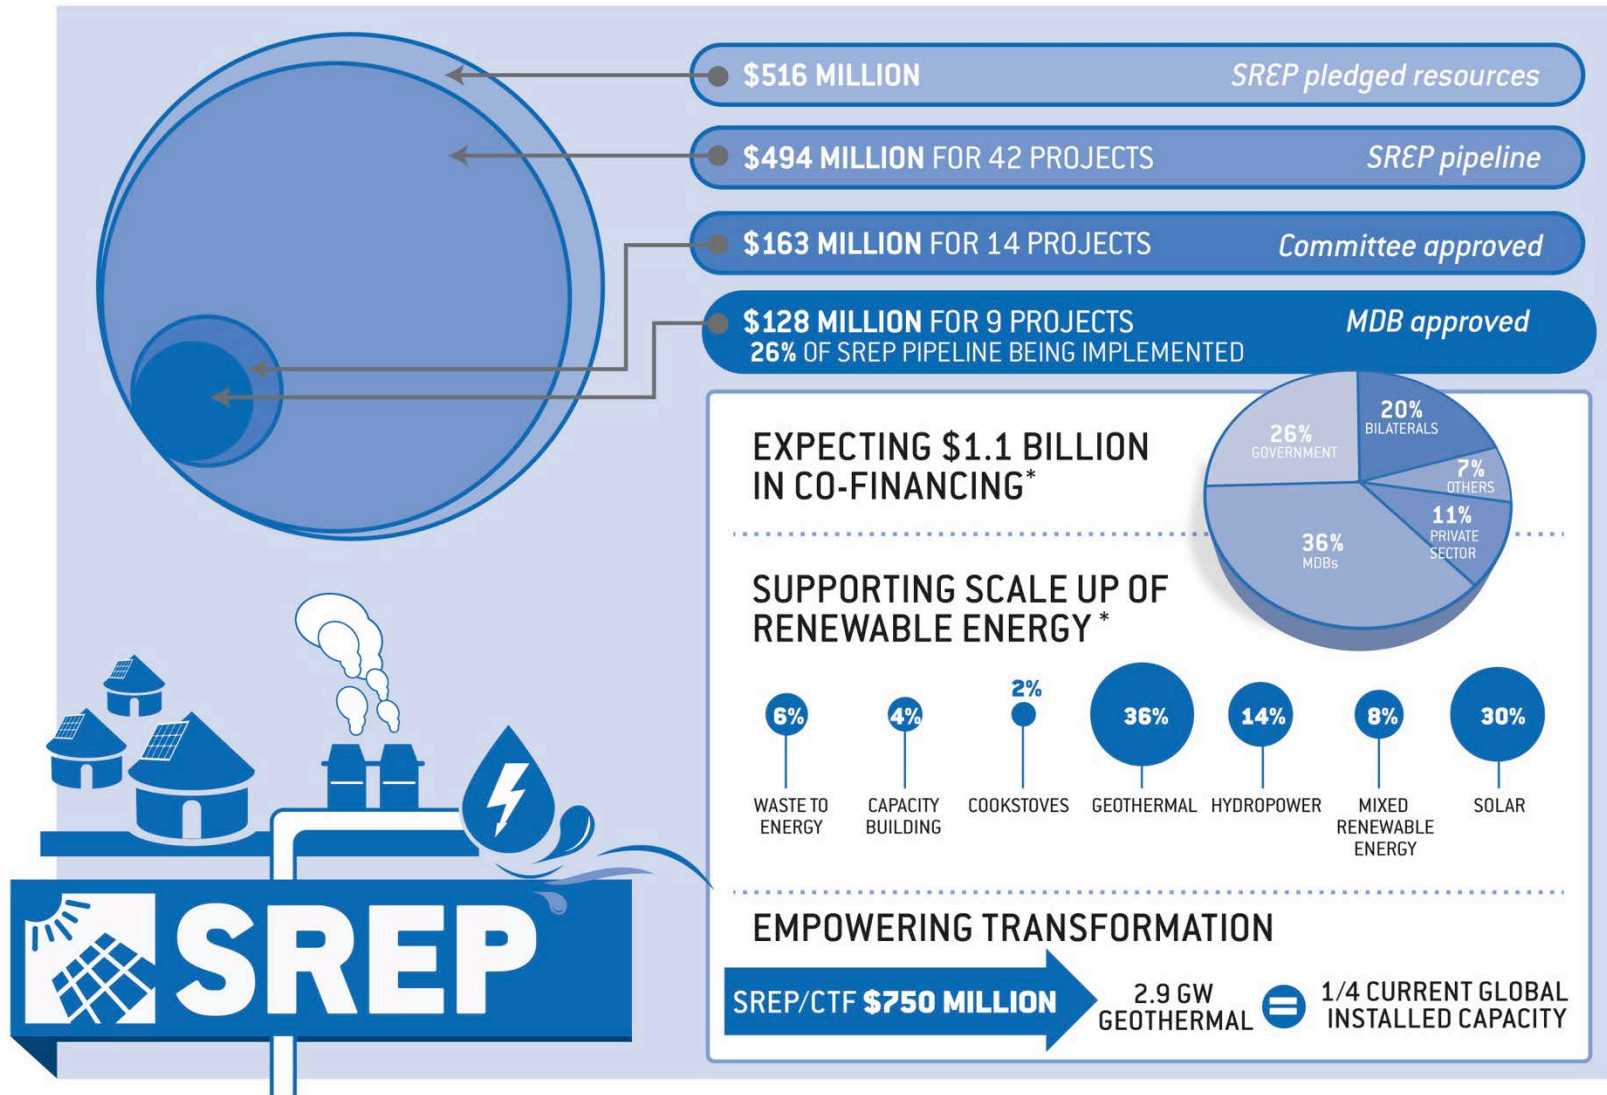 $516 MILLION SREP pledged resources
$494 MILLION FOR 42 PROJECTS SREP pipeline
$163 MILLION FOR 14 PROJECTS Committee approved
$128 MILLION FOR 9 PROJECTS MDB approved
26% OF SREP PIPELINE BEING IMPLEMENTED
EXPECTING $1.1 BILLION
IN CO-FINANCING*
20%
BILATERALS
26%
GOVERNMENT
7%
OTHERS
11%
PRIVATE
SECTOR
36%
MDBs
SUPPORTING SCALE UP OF
RENEWABLE ENERGY *
6%
WASTE TO
ENERGY
4%
CAPACITY
BUILDING
2%
COOKSTOVES
36%
GEOTHERMAL
14%
HYDROPOWER
8%
MIXED
RENEWABLE
ENERGY
30%
SOLAR
SREP
EMPOWERING TRANSFORMATION
SREP/CTF $750 MILLION
2.9 GW
GEOTHERMAL
=
1/4 CURRENT GLOBAL
INSTALLED CAPACITY